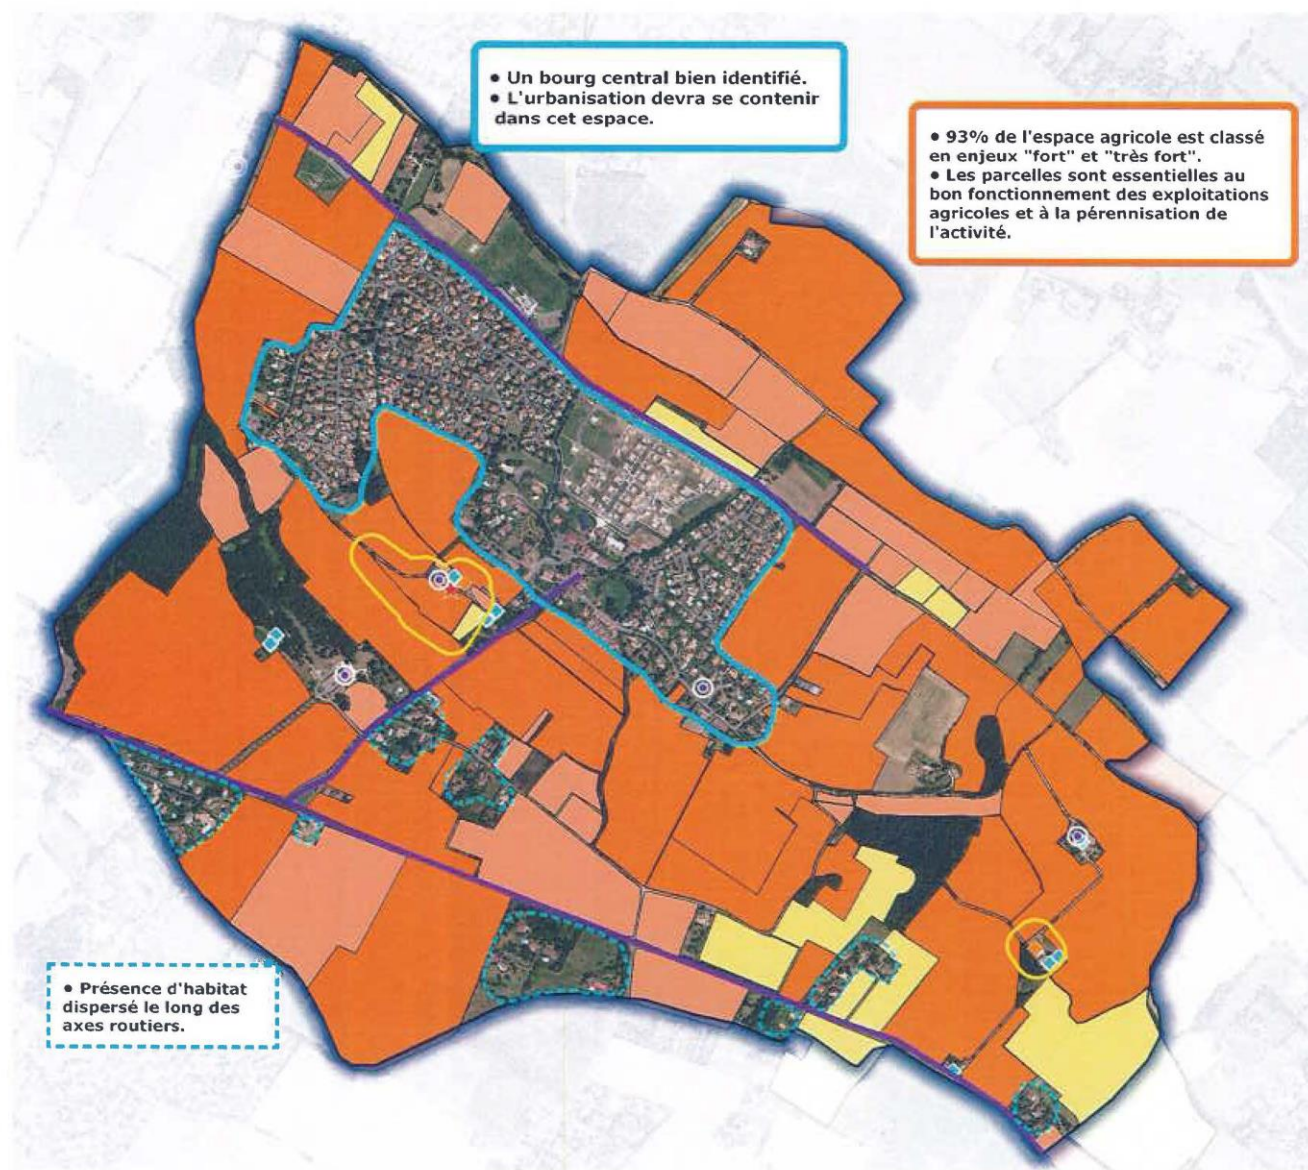 • Un bourg central bien identifié.
• L'urbanisation devra se contenir
dans cet espace.
• 93% de l'espace agricole est classé
en enjeux "fort" et "très fort".
• Les parcelles sont essentielles au
bon fonctionnement des exploitations
agricoles et à la pérennisation de
l'activité.
• Présence d'habitat
dispersé le long des
axes routiers.